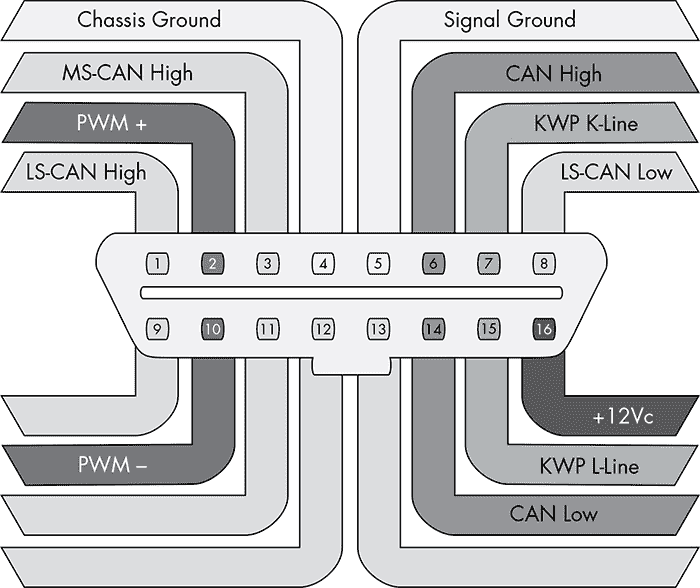 Chassis Ground
Signal Ground
MS-CAN High
CAN High
PWM +
KWP K-Line
LS-CAN High
LS-CAN Low
1 2 3 4 5 6 7 8
9 10 11 12 13 14 15 16
+12Vc
PWM –
KWP L-Line
CAN Low